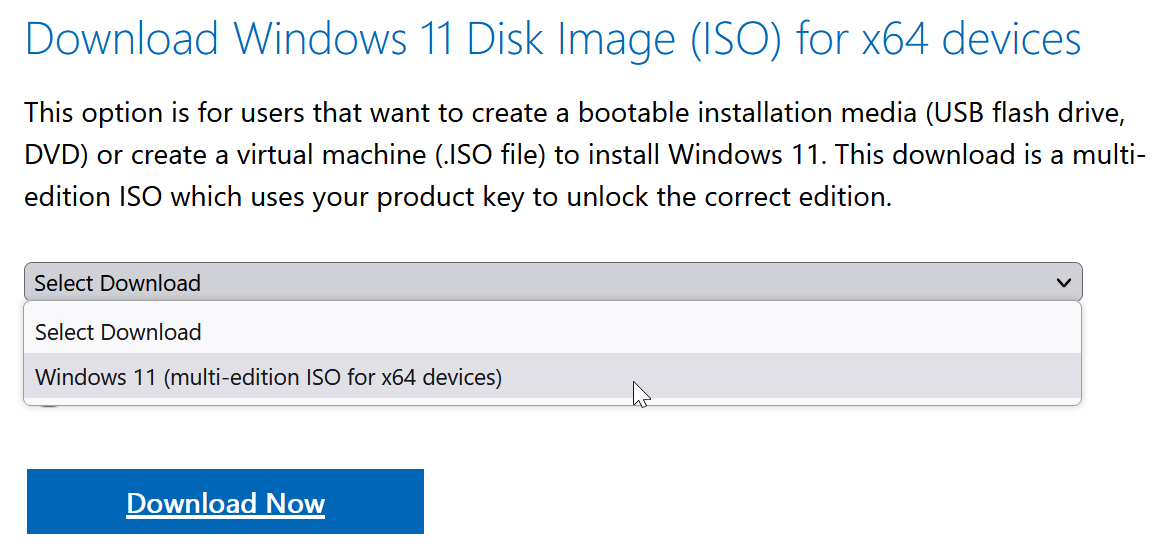 Download Windows 11 Disk Image (ISO) for x64 devices
This option is for users that want to create a bootable installation media (USB flash drive,
DVD) or create a virtual machine (.ISO file) to install Windows 11. This download is a multi-
edition ISO which uses your product key to unlock the correct edition.
Select Download
Select Download
Windows 11 (multi-edition ISO for x64 devices)
Download Now